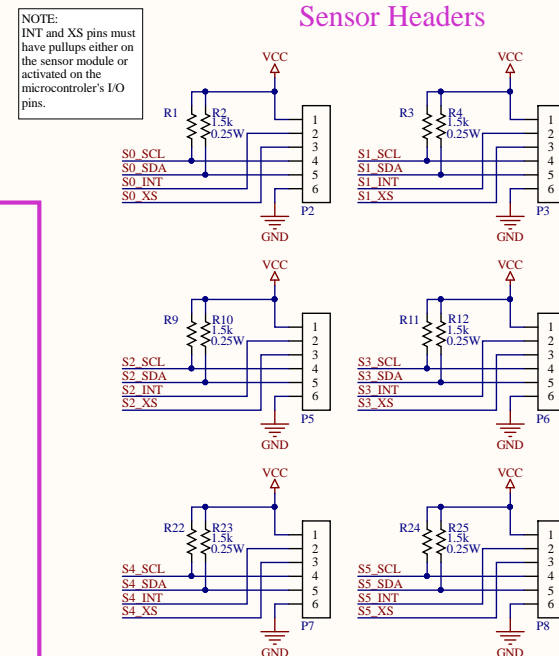 NOTE:
INT and XS pins must
have pullups either on
the sensor module or
activated on the
microcontroler's I/O
pins.
Sensor Headers
VCC
R1
R2
1.5k
0.25W
S0_SCL
S0_SDA
S0_INT
S0_XS
1
2
3
4
5
6
P2
GND
VCC
R3
R4
1.5k
0.25W
S1_SCL
S1_SDA
S1_INT
S1_XS
1
2
3
4
5
6
P3
GND
VCC
R9
R10
1.5k
0.25W
S2_SCL
S2_SDA
S2_INT
S2_XS
1
2
3
4
5
6
P5
GND
VCC
R11
R12
1.5k
0.25W
S3_SCL
S3_SDA
S3_INT
S3_XS
1
2
3
4
5
6
P6
GND
VCC
R22
R23
1.5k
0.25W
S4_SCL
S4_SDA
S4_INT
S4_XS
1
2
3
4
5
6
P7
GND
VCC
R24
R25
1.5k
0.25W
S5_SCL
S5_SDA
S5_INT
S5_XS
1
2
3
4
5
6
P8
GND